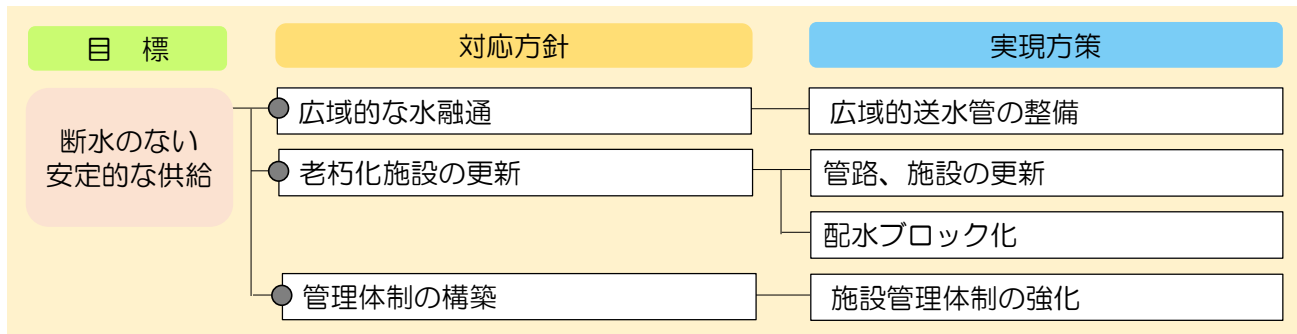 目　標
対応方針
実現方策
断水のない
安定的な供給
広域的な水融通
広域的送水管の整備
老朽化施設の更新
管路、施設の更新
配水ブロック化
管理体制の構築
施設管理体制の強化